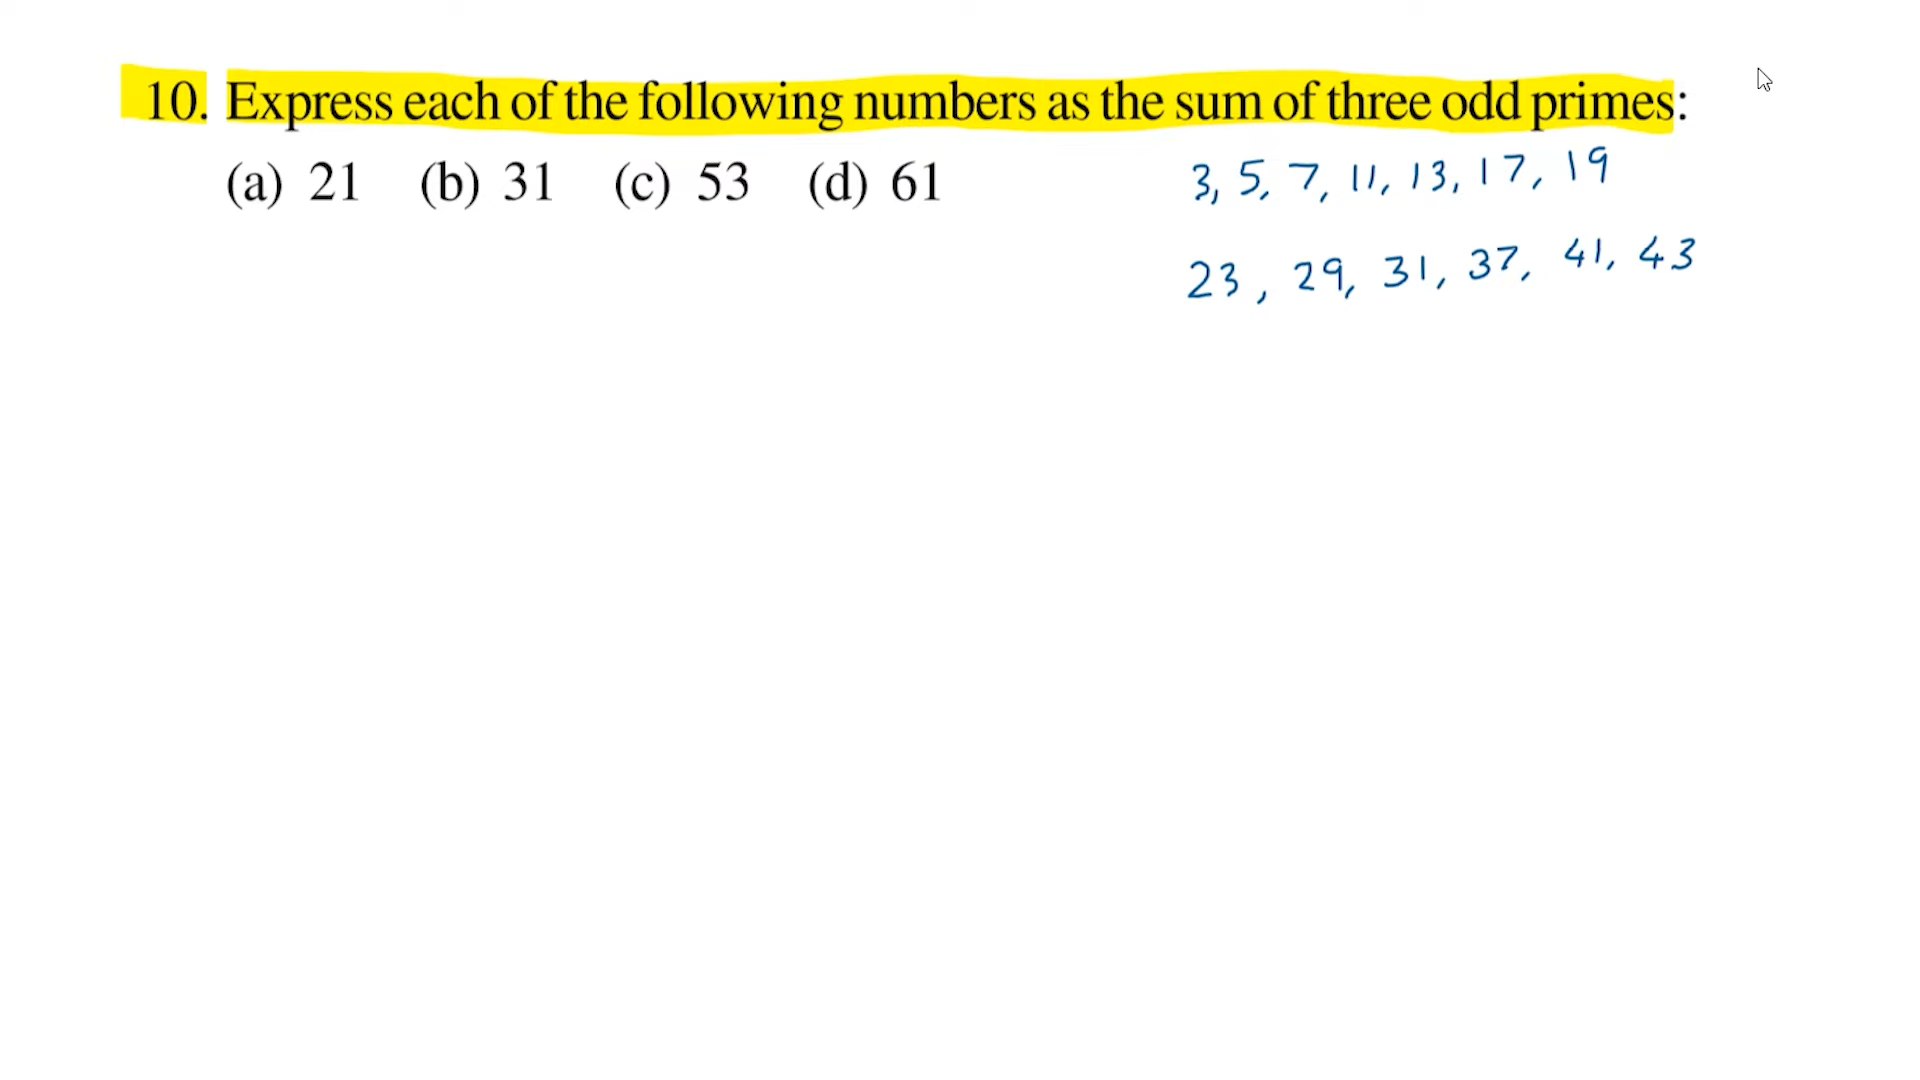 10. Express each of the following numbers as the sum of three odd primes:
(a) 21 (b) 31 (c) 53 (d) 61
3, 5, 7, 11, 13, 17, 19
23, 29, 31, 37, 41, 43